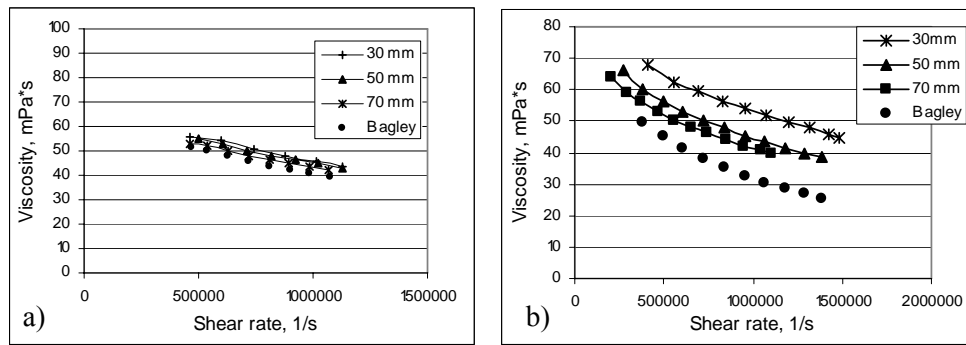 100
90
80
70
60
50
40
30
20
10
0
Viscosity, mPa*s
0 500000 1000000 1500000
Shear rate, 1/s
30 mm
50 mm
70 mm
Bagley
a)
80
70
60
50
40
30
20
10
0
Viscosity, mPa*s
0 500000 1000000 1500000 2000000
Shear rate, 1/s
30mm
50 mm
70 mm
Bagley
b)